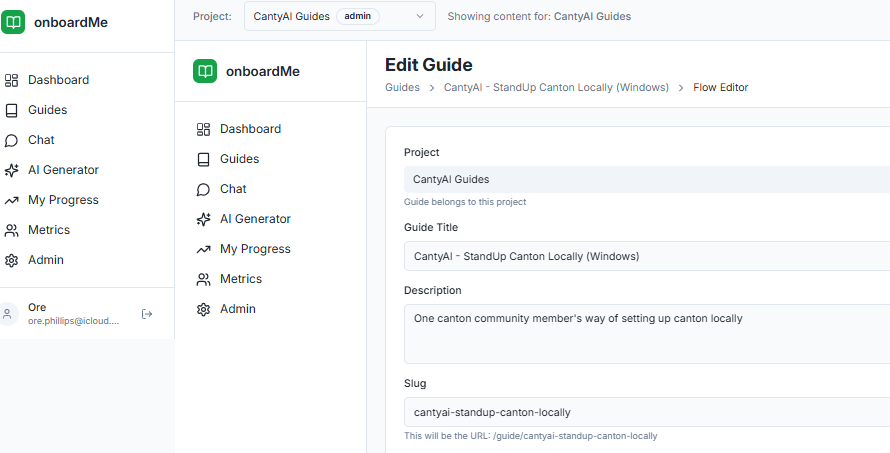 onboardMe
Dashboard
Guides
Chat
AI Generator
My Progress
Metrics
Admin
Ore
ore.phillips@icloud....
Project: CantyAI Guides admin Showing content for: CantyAI Guides
onboardMe
Dashboard
Guides
Chat
AI Generator
My Progress
Metrics
Admin
Edit Guide
Guides > CantyAI - StandUp Canton Locally (Windows) > Flow Editor
Project
CantyAI Guides
Guide belongs to this project
Guide Title
CantyAI - StandUp Canton Locally (Windows)
Description
One canton community member's way of setting up canton locally
Slug
cantyai-standup-canton-locally
This will be the URL: /guide/cantyai-standup-canton-locally